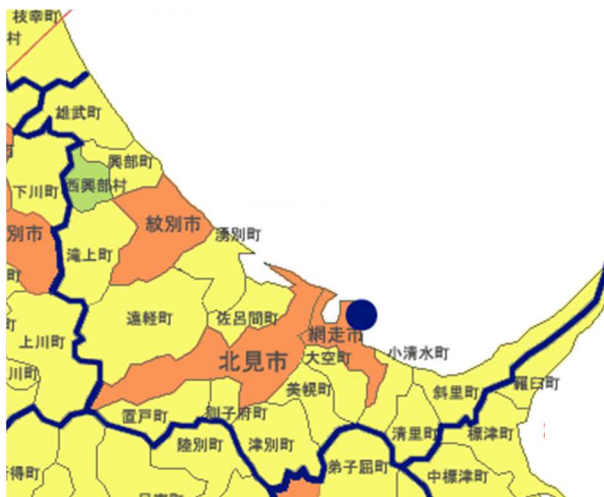 枝幸町
村
雄武町
興部町
西興部村
下川町
紋別市
別市
湧別町
滝上町
町
遠軽町
佐呂間町
網走市
上川町
北見市
大空町
小清水町
川町
美幌町
斜里町
羅臼町
置戸町
訓子府町
清里町
標津町
陸別町
津別町
弟子屈町
中標津町